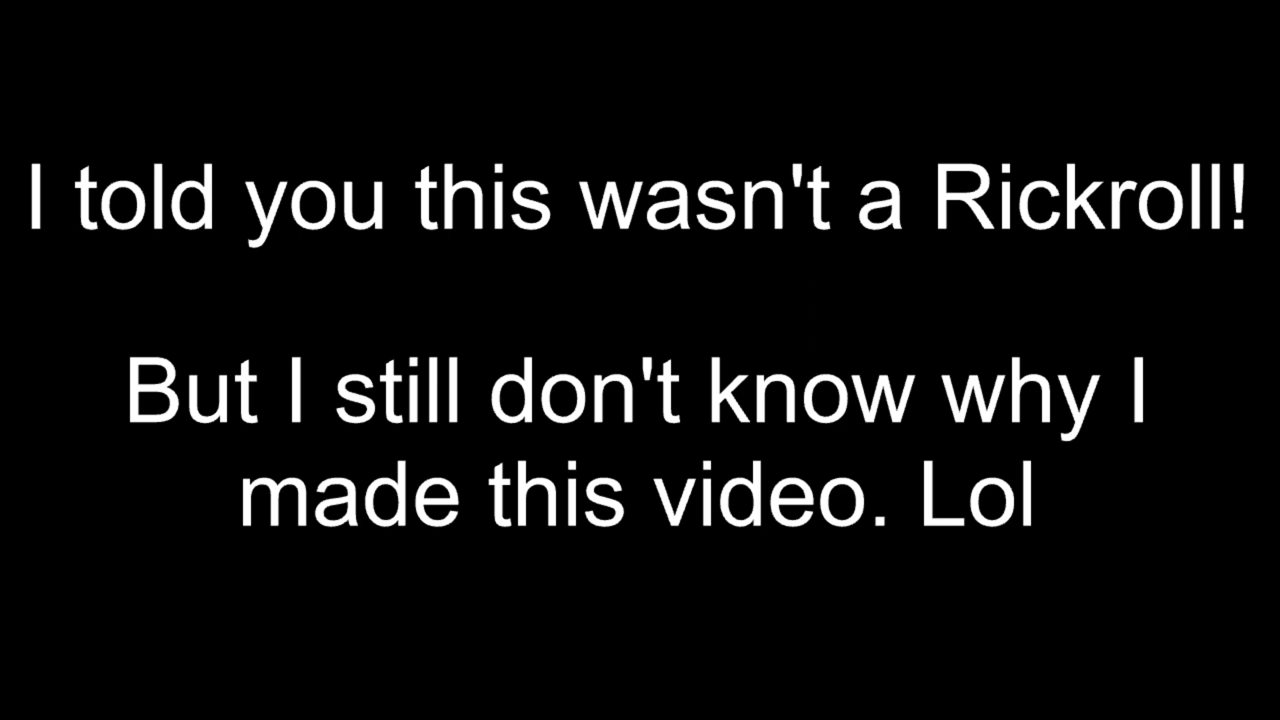 I told you this wasn't a Rickroll!
But I still don't know why I
made this video. Lol